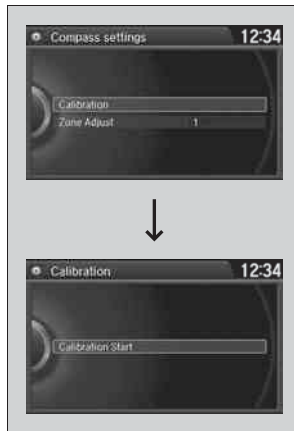 Compass settings 12:34
Calibration
Zone Adjust 1
Calibration 12:34
Calibration Start